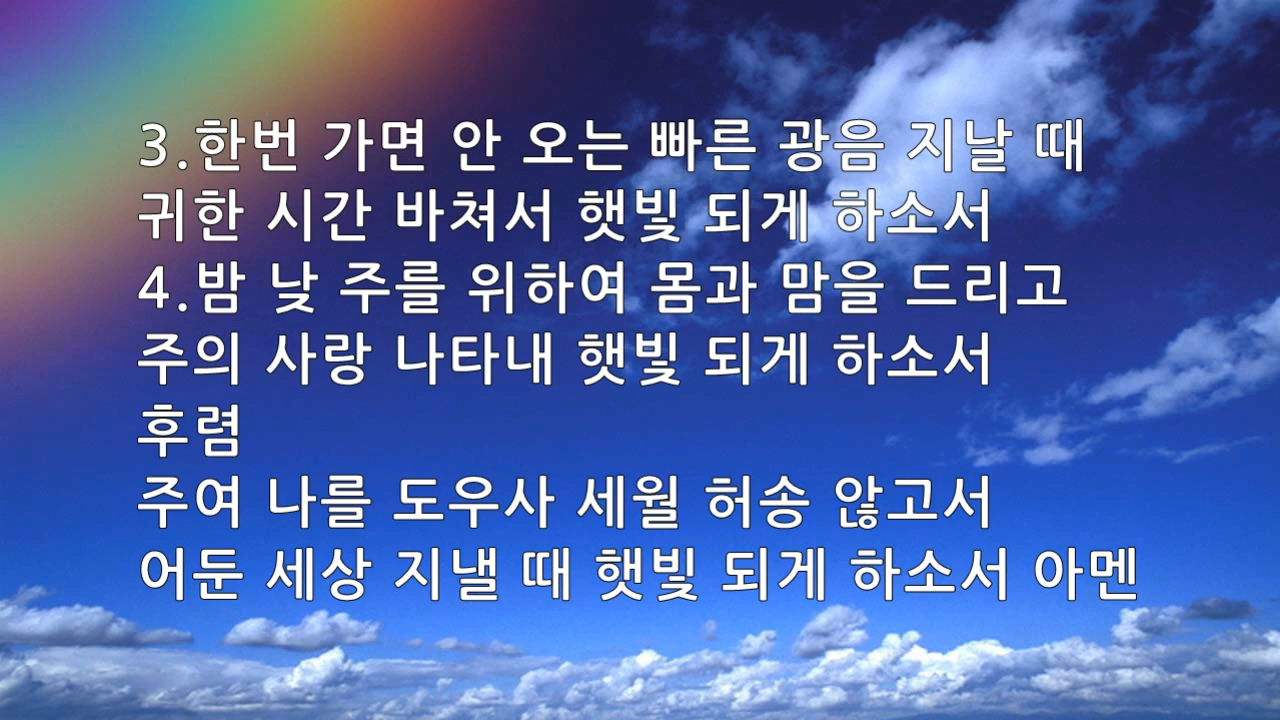 3.한번 가면 안 오는 빠른 광음 지날 때
귀한 시간 바쳐서 햇빛 되게 하소서
4.밤 낮 주를 위하여 몸과 맘을 드리고
주의 사랑 나타내 햇빛 되게 하소서
후렴
주여 나를 도우사 세월 허송 않고서
어둔 세상 지낼 때 햇빛 되게 하소서 아멘